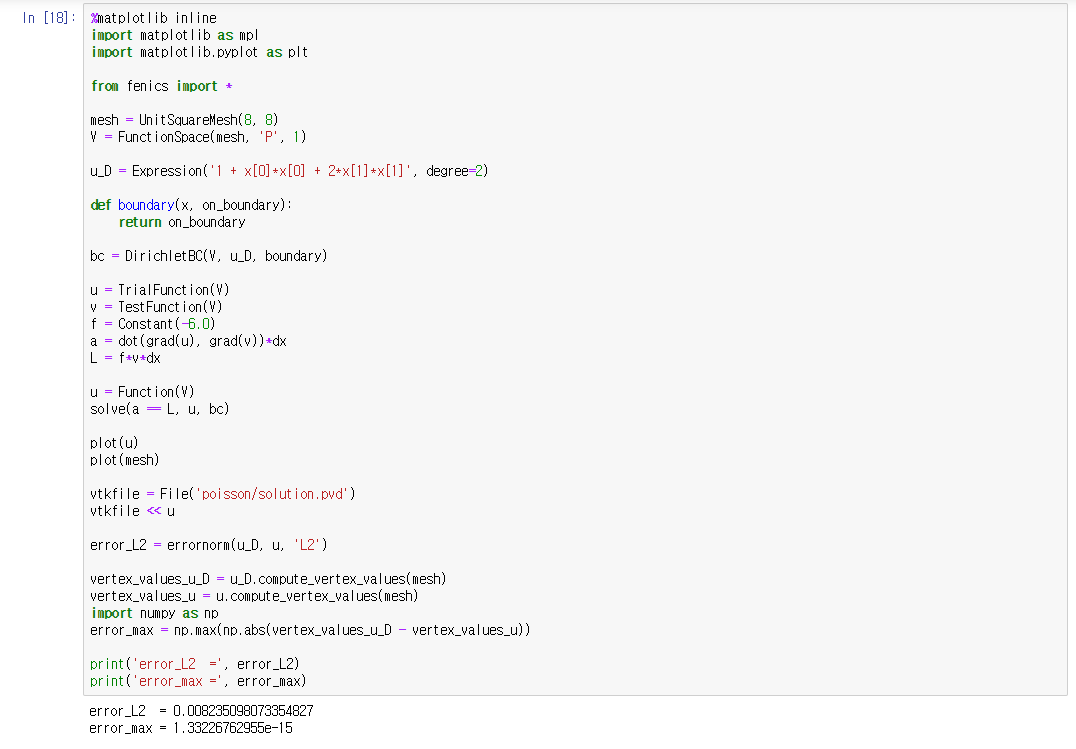 In [18]:
%matplotlib inline
import matplotlib as mpl
import matplotlib.pyplot as plt

from fenics import *

mesh = UnitSquareMesh(8, 8)
V = FunctionSpace(mesh, 'P', 1)

u_D = Expression('1 + x[0]*x[0] + 2*x[1]*x[1]', degree=2)

def boundary(x, on_boundary):
    return on_boundary

bc = DirichletBC(V, u_D, boundary)

u = TrialFunction(V)
v = TestFunction(V)
f = Constant(-6.0)
a = dot(grad(u), grad(v))*dx
L = f*v*dx

u = Function(V)
solve(a == L, u, bc)

plot(u)
plot(mesh)

vtkfile = File('poisson/solution.pvd')
vtkfile << u

error_L2 = errornorm(u_D, u, 'L2')

vertex_values_u_D = u_D.compute_vertex_values(mesh)
vertex_values_u = u.compute_vertex_values(mesh)
import numpy as np
error_max = np.max(np.abs(vertex_values_u_D - vertex_values_u))

print('error_L2  =', error_L2)
print('error_max =', error_max)
error_L2  = 0.008235098073354827
error_max = 1.33226762955e-15